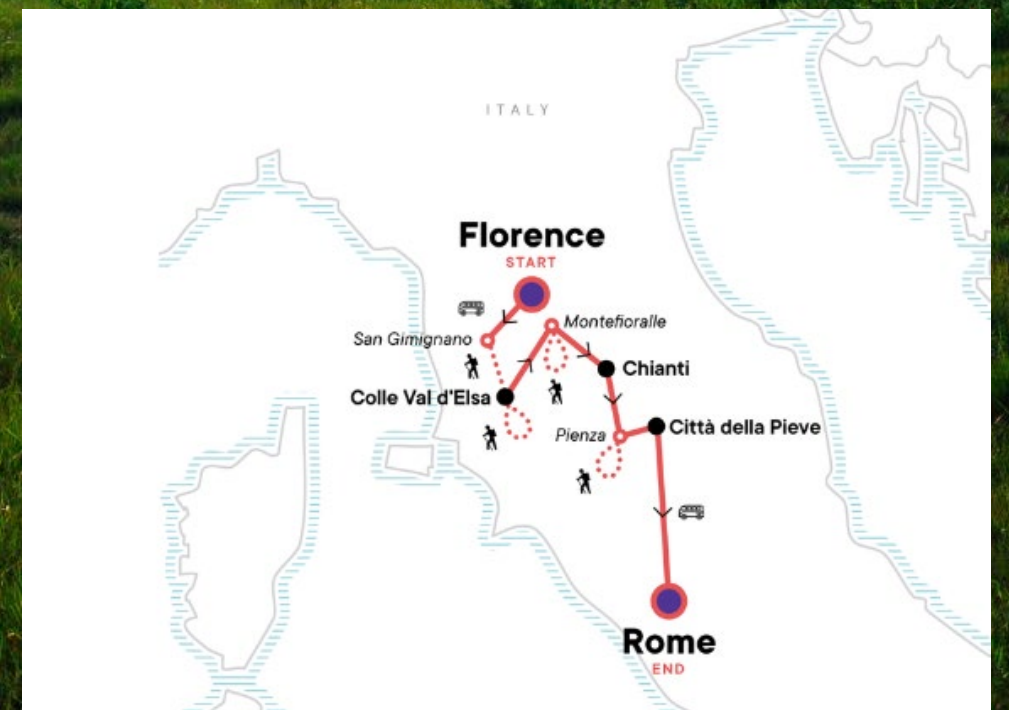 ITALY
Florence
START
Montefioralle
San Gimignano
Chianti
Colle Val d'Elsa
Città della Pieve
Pienza
Rome
END